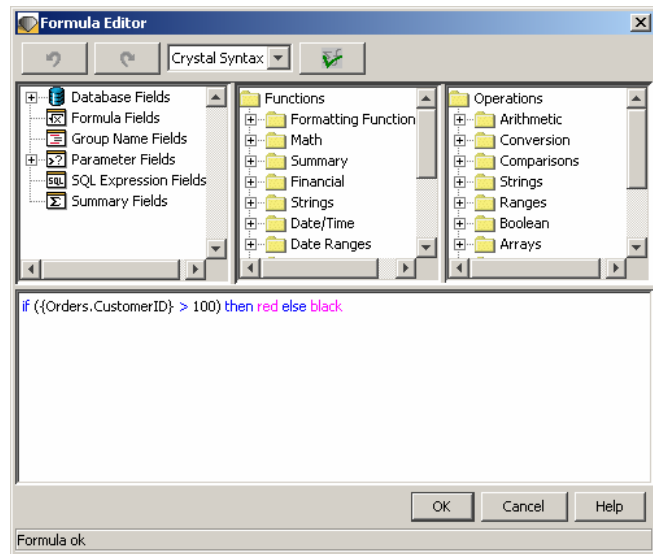 Formula Editor
Crystal Syntax
Database Fields
Formula Fields
Group Name Fields
Parameter Fields
SQL Expression Fields
Summary Fields
Functions
Formatting Function
Math
Summary
Financial
Strings
Date/Time
Date Ranges
Operations
Arithmetic
Conversion
Comparisons
Strings
Ranges
Boolean
Arrays
if ({Orders.CustomerID} > 100) then red else black
OK
Cancel
Help
Formula ok